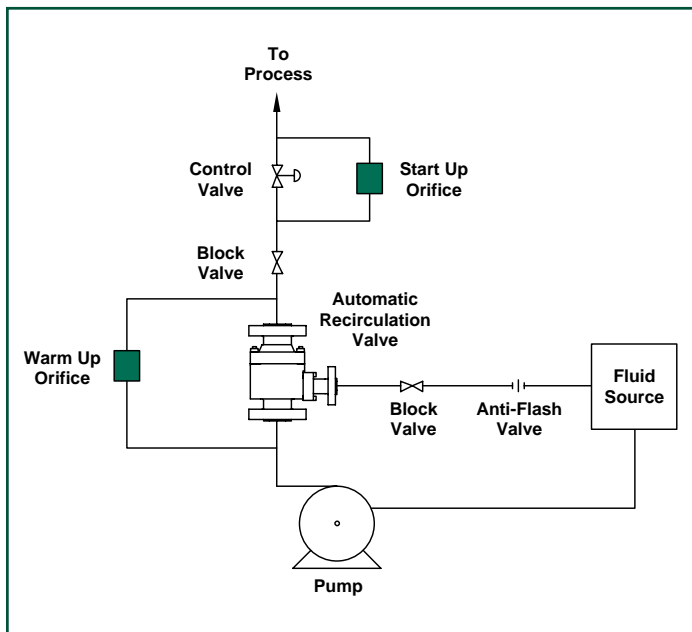 To
Process
Control
Valve
Start Up
Orifice
Block
Valve
Automatic
Recirculation
Valve
Warm Up
Orifice
Block
Valve
Anti-Flash
Valve
Fluid
Source
Pump